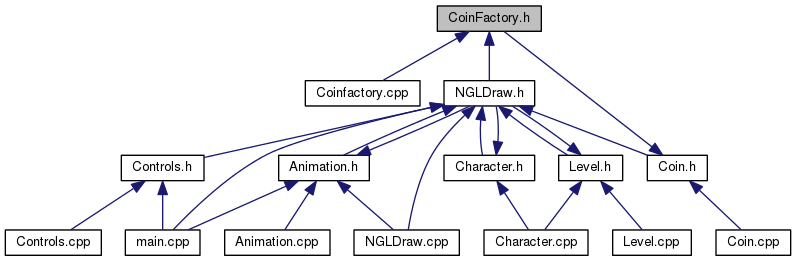 CoinFactory.h
Coinfactory.cpp
NGLDraw.h
Controls.h
Animation.h
Character.h
Level.h
Coin.h
Controls.cpp
main.cpp
Animation.cpp
NGLDraw.cpp
Character.cpp
Level.cpp
Coin.cpp